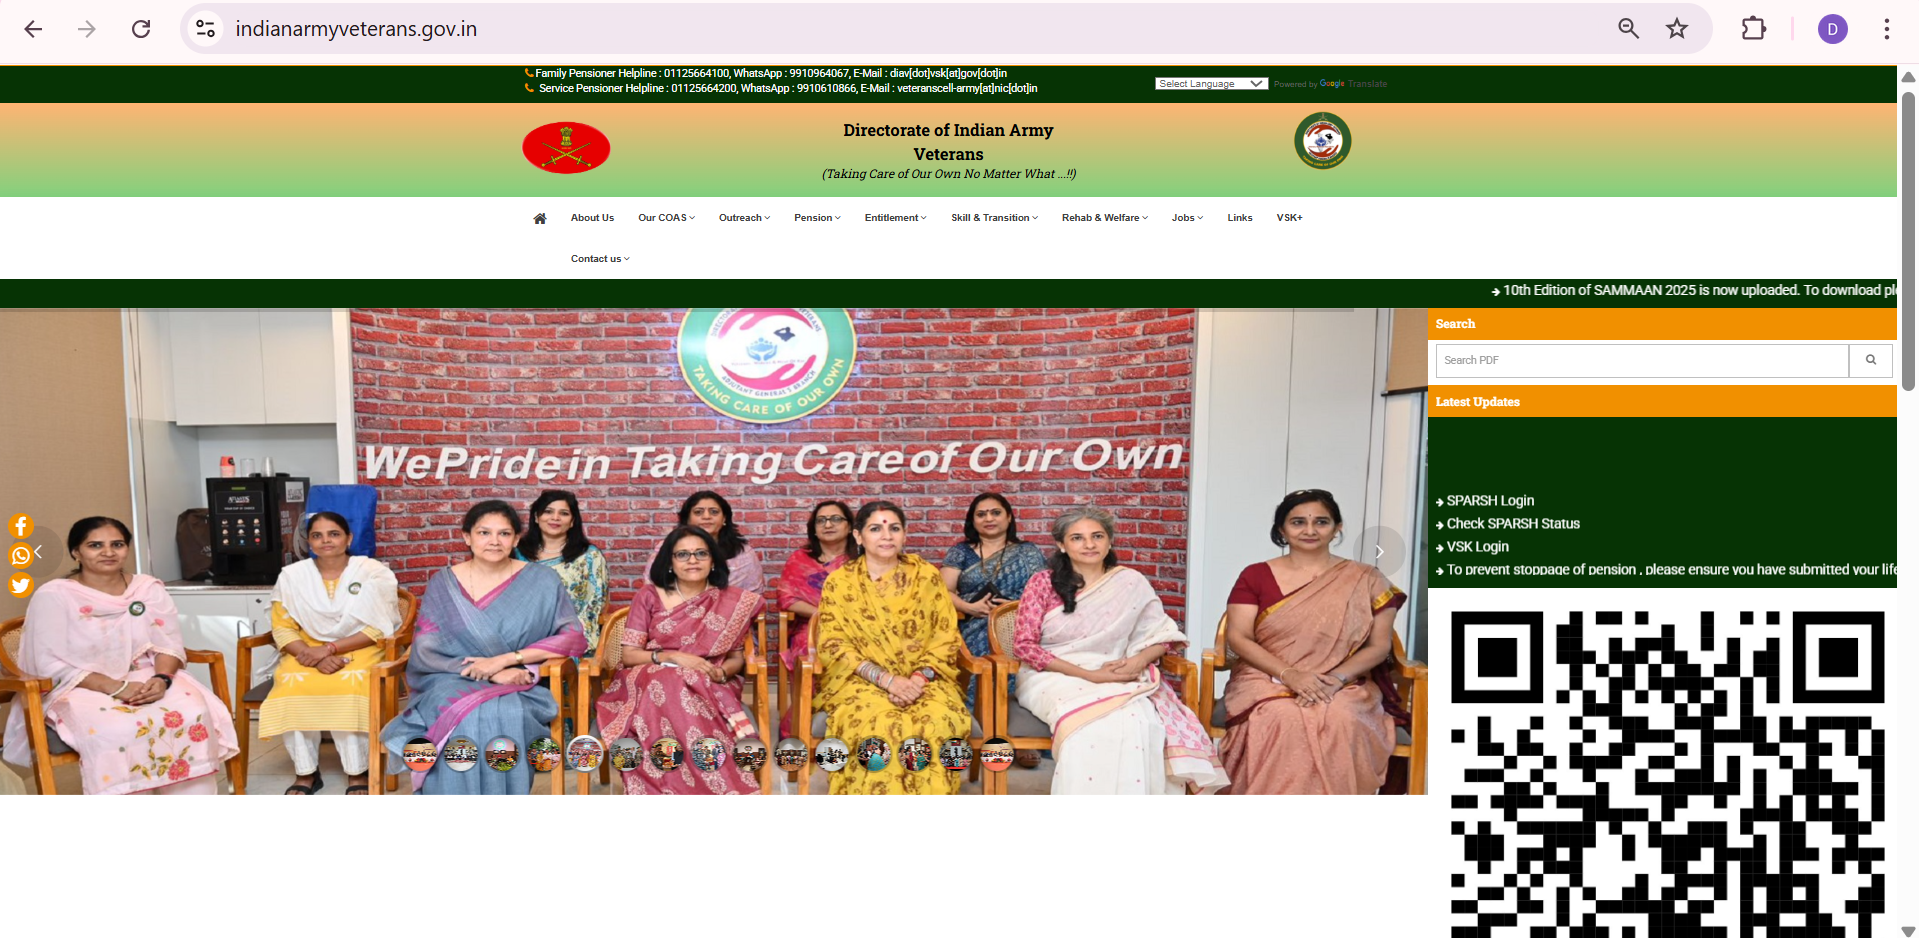 indianarmyveterans.gov.in
D
Family Pensioner Helpline : 01125664100, WhatsApp : 9910964067, E-Mail : diav[dot]vsk[at]gov[dot]in
Service Pensioner Helpline : 01125664200, WhatsApp : 9910610866, E-Mail : veteranscell-army[at]nic[dot]in
Select Language
Powered by Google Translate
Directorate of Indian Army
Veterans
(Taking Care of Our Own No Matter What ...!!)
About Us Our COAS Outreach Pension Entitlement Skill & Transition Rehab & Welfare Jobs Links VSK+
Contact us
10th Edition of SAMMAAN 2025 is now uploaded. To download
Search
Search PDF
Latest Updates
SPARSH Login
Check SPARSH Status
VSK Login
To prevent stoppage of pension , please ensure you have submitted your life
ADJUTANT GENERAL'S BRANCH
TAKING CARE OF OUR OWN
We Pride in Taking Care of Our Own